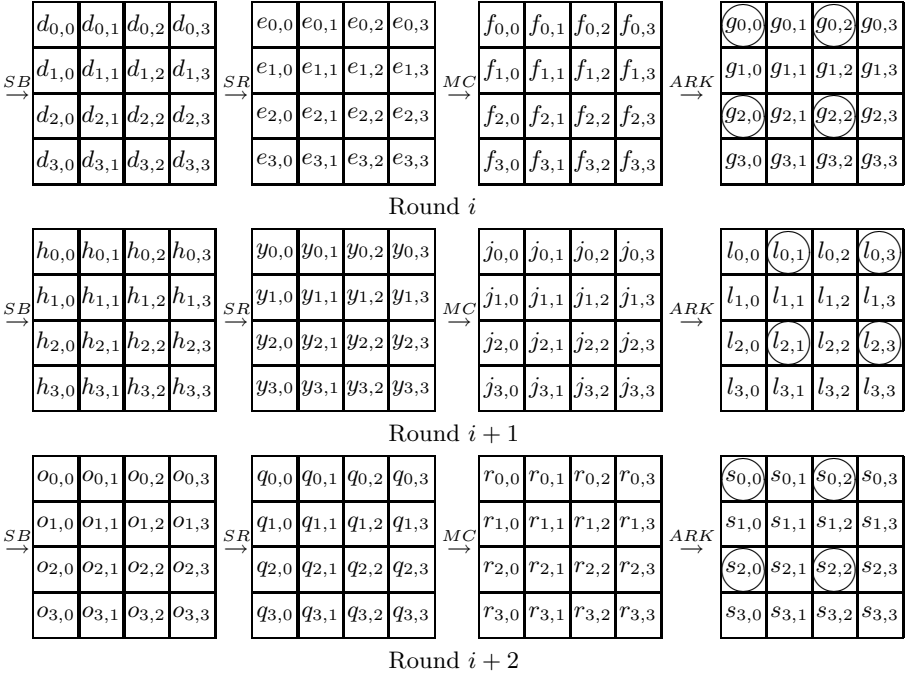 d0,0 d0,1 d0,2 d0,3 e0,0 e0,1 e0,2 e0,3 f0,0 f0,1 f0,2 f0,3 g0,0 g0,1 g0,2 g0,3
SB d1,0 d1,1 d1,2 d1,3 SR e1,0 e1,1 e1,2 e1,3 MC f1,0 f1,1 f1,2 f1,3 ARK g1,0 g1,1 g1,2 g1,3
→ d2,0 d2,1 d2,2 d2,3 → e2,0 e2,1 e2,2 e2,3 → f2,0 f2,1 f2,2 f2,3 → g2,0 g2,1 g2,2 g2,3
d3,0 d3,1 d3,2 d3,3 e3,0 e3,1 e3,2 e3,3 f3,0 f3,1 f3,2 f3,3 g3,0 g3,1 g3,2 g3,3
Round i
h0,0 h0,1 h0,2 h0,3 y0,0 y0,1 y0,2 y0,3 j0,0 j0,1 j0,2 j0,3 l0,0 l0,1 l0,2 l0,3
SB h1,0 h1,1 h1,2 h1,3 SR y1,0 y1,1 y1,2 y1,3 MC j1,0 j1,1 j1,2 j1,3 ARK l1,0 l1,1 l1,2 l1,3
→ h2,0 h2,1 h2,2 h2,3 → y2,0 y2,1 y2,2 y2,3 → j2,0 j2,1 j2,2 j2,3 → l2,0 l2,1 l2,2 l2,3
h3,0 h3,1 h3,2 h3,3 y3,0 y3,1 y3,2 y3,3 j3,0 j3,1 j3,2 j3,3 l3,0 l3,1 l3,2 l3,3
Round i + 1
o0,0 o0,1 o0,2 o0,3 q0,0 q0,1 q0,2 q0,3 r0,0 r0,1 r0,2 r0,3 s0,0 s0,1 s0,2 s0,3
SB o1,0 o1,1 o1,2 o1,3 SR q1,0 q1,1 q1,2 q1,3 MC r1,0 r1,1 r1,2 r1,3 ARK s1,0 s1,1 s1,2 s1,3
→ o2,0 o2,1 o2,2 o2,3 → q2,0 q2,1 q2,2 q2,3 → r2,0 r2,1 r2,2 r2,3 → s2,0 s2,1 s2,2 s2,3
o3,0 o3,1 o3,2 o3,3 q3,0 q3,1 q3,2 q3,3 r3,0 r3,1 r3,2 r3,3 s3,0 s3,1 s3,2 s3,3
Round i + 2